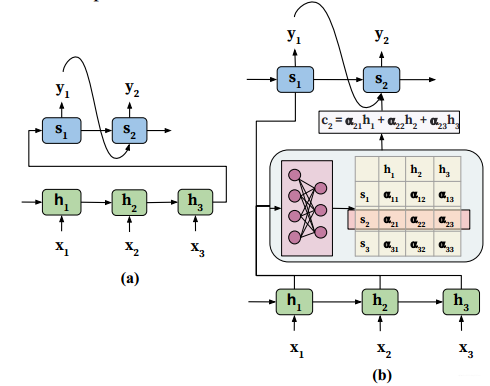 y1 y2
s1 s2
h1 h2 h3
x1 x2 x3
(a)
y1 y2
s1 s2
c2 = α21h1 + α22h2 + α23h3
h1 h2 h3
s1 α11 α12 α13
s2 α21 α22 α23
s3 α31 α32 α33
h1 h2 h3
x1 x2 x3
(b)